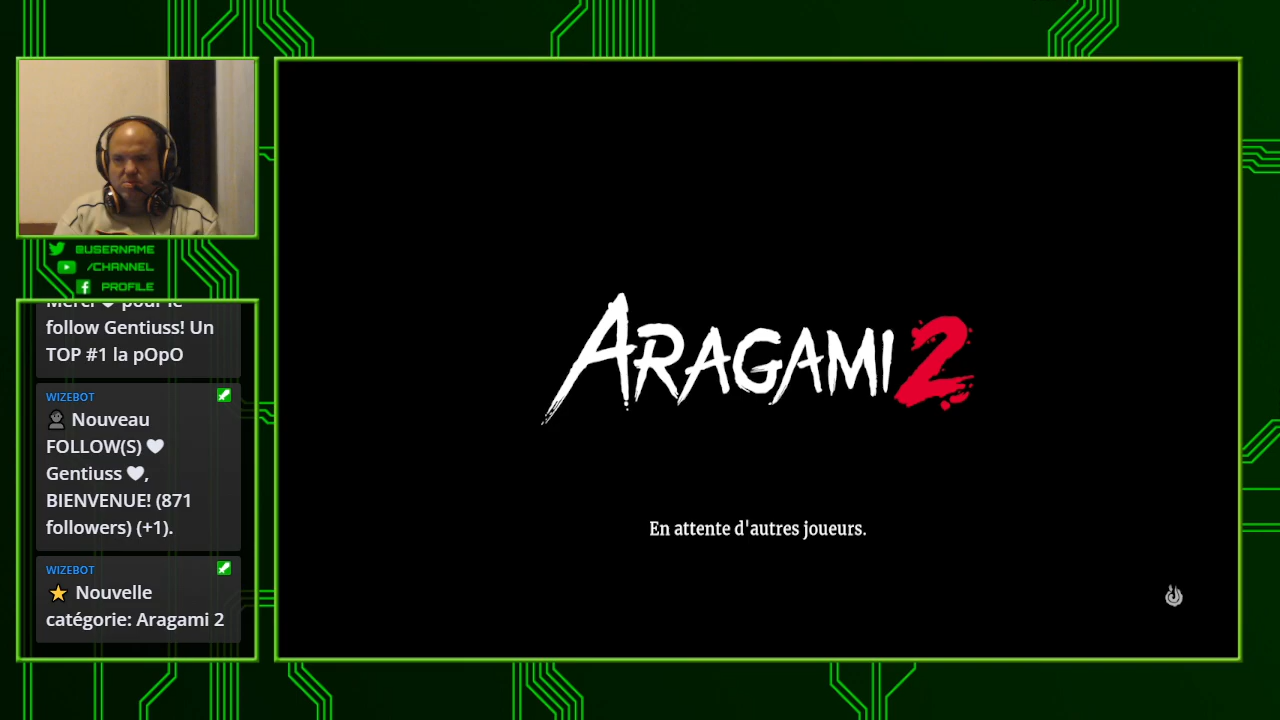 @USERNAME
/CHANNEL
PROFILE
follow Gentiuss! Un
TOP #1 la pOpO
WIZEBOT
Nouveau
FOLLOW(S)
Gentiuss ,
BIENVENUE! (871
followers) (+1).
WIZEBOT
Nouvelle
catégorie: Aragami 2
ARAGAMI 2
En attente d'autres joueurs.